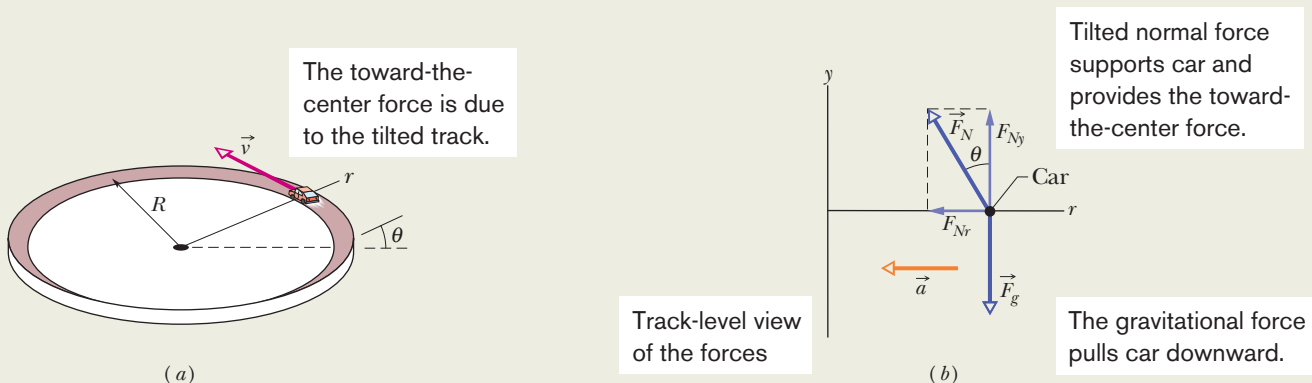 The toward-the-
center force is due
to the tilted track.
v
r
R
θ
(a)
Tilted normal force
supports car and
provides the toward-
the-center force.
y
F_N
F_Ny
θ
Car
r
F_Nr
a
F_g
Track-level view
of the forces
The gravitational force
pulls car downward.
(b)